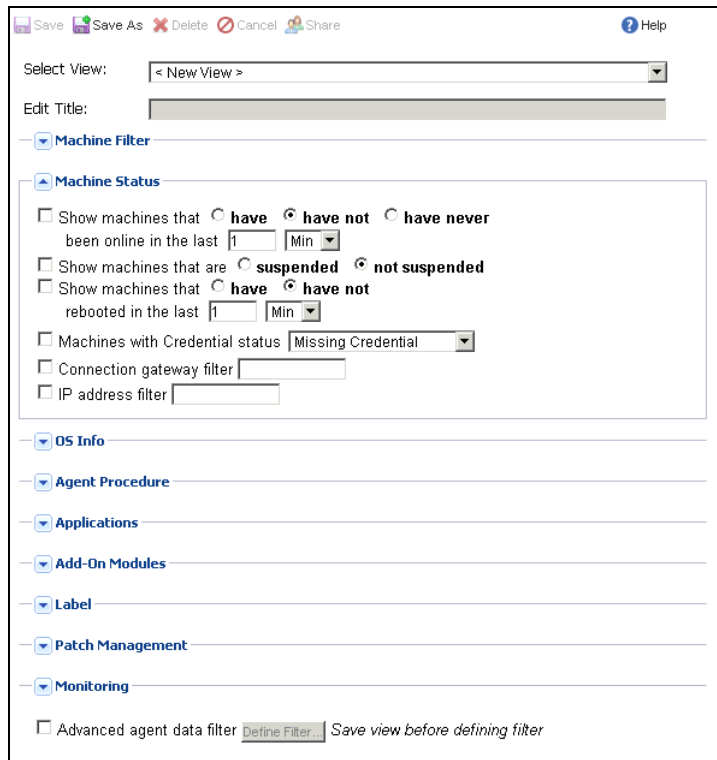 Save Save As Delete Cancel Share Help
Select View: < New View >
Edit Title:
Machine Filter
Machine Status
Show machines that have have not have never
been online in the last 1 Min
Show machines that are suspended not suspended
Show machines that have have not
rebooted in the last 1 Min
Machines with Credential status Missing Credential
Connection gateway filter
IP address filter
OS Info
Agent Procedure
Applications
Add-On Modules
Label
Patch Management
Monitoring
Advanced agent data filter Define Filter... Save view before defining filter